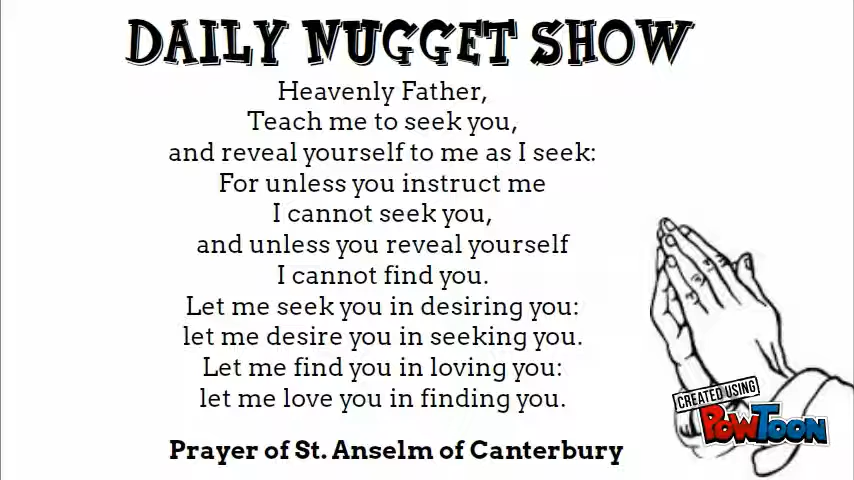 DAILY NUGGET SHOW
Heavenly Father,
Teach me to seek you,
and reveal yourself to me as I seek:
For unless you instruct me
I cannot seek you,
and unless you reveal yourself
I cannot find you.
Let me seek you in desiring you:
let me desire you in seeking you.
Let me find you in loving you:
let me love you in finding you.
Prayer of St. Anselm of Canterbury
CREATED USING
POWTOON